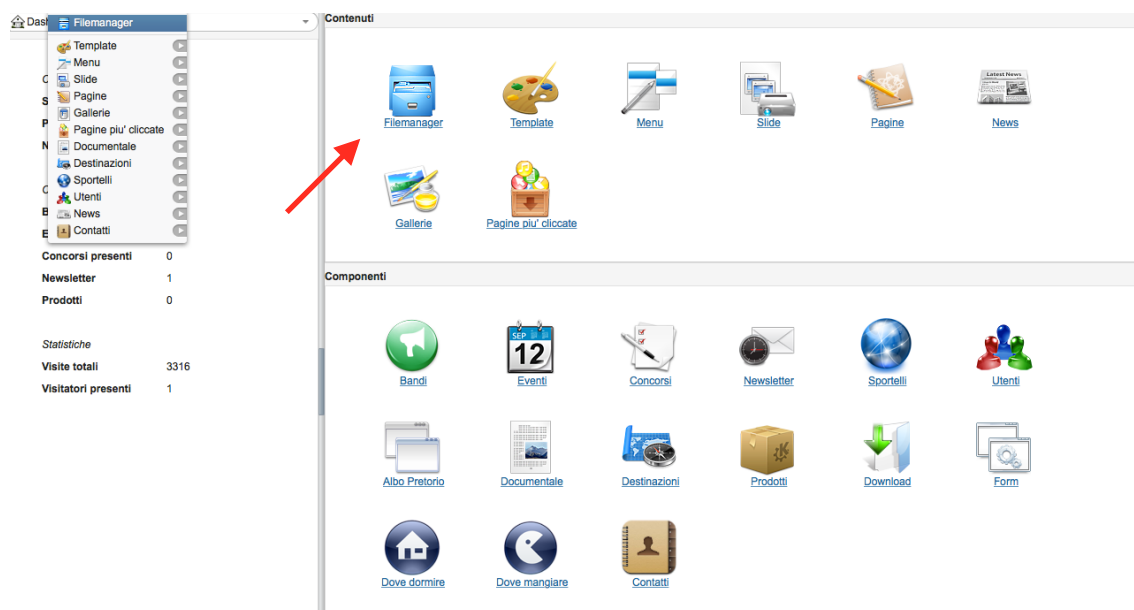 Dash
Filemanager
Template
Menu
Slide
Pagine
Gallerie
Pagine piu' cliccate
Documentale
Destinazioni
Sportelli
Utenti
News
Contatti
Concorsi presenti 0
Newsletter 1
Prodotti 0
Statistiche
Visite totali 3316
Visitatori presenti 1
Contenuti
Latest News
Filemanager Template Menu Slide Pagine News
Gallerie Pagine piu' cliccate
Componenti
SEP
12
Bandi Eventi Concorsi Newsletter Sportelli Utenti
Albo Pretorio Documentale Destinazioni Prodotti Download Form
Dove dormire Dove mangiare Contatti